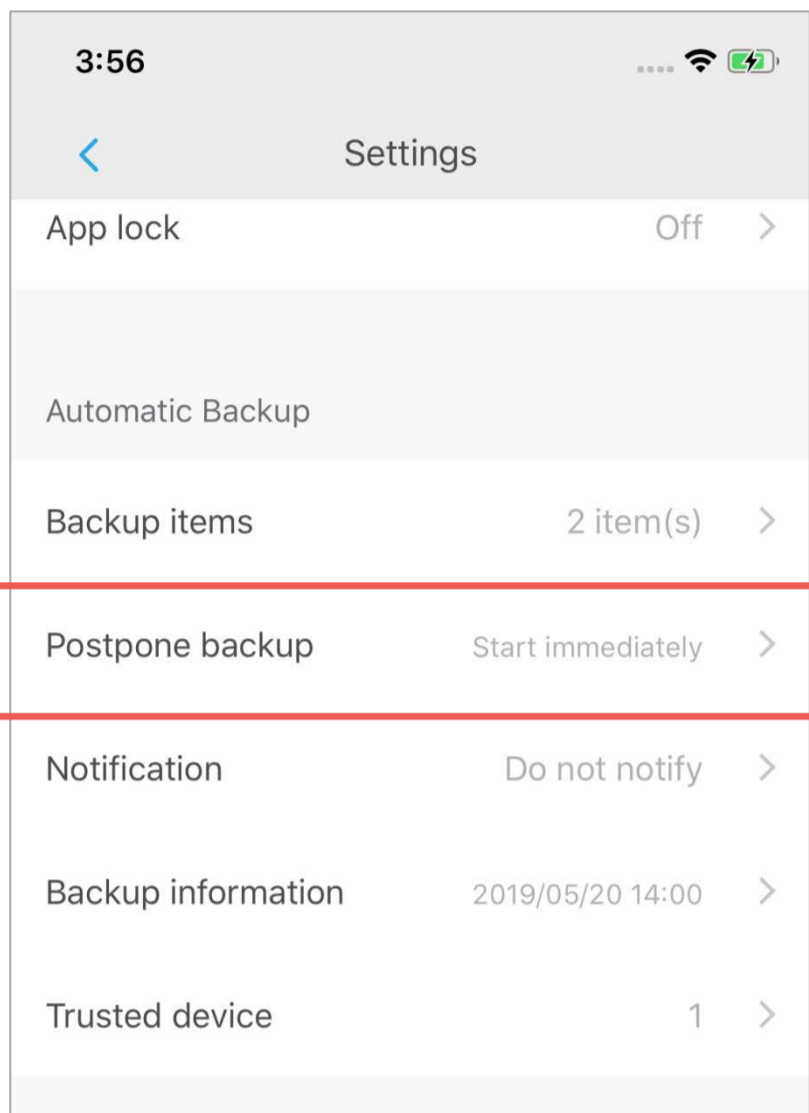 3:56
Settings
App lock Off
Automatic Backup
Backup items 2 item(s)
Postpone backup Start immediately
Notification Do not notify
Backup information 2019/05/20 14:00
Trusted device 1